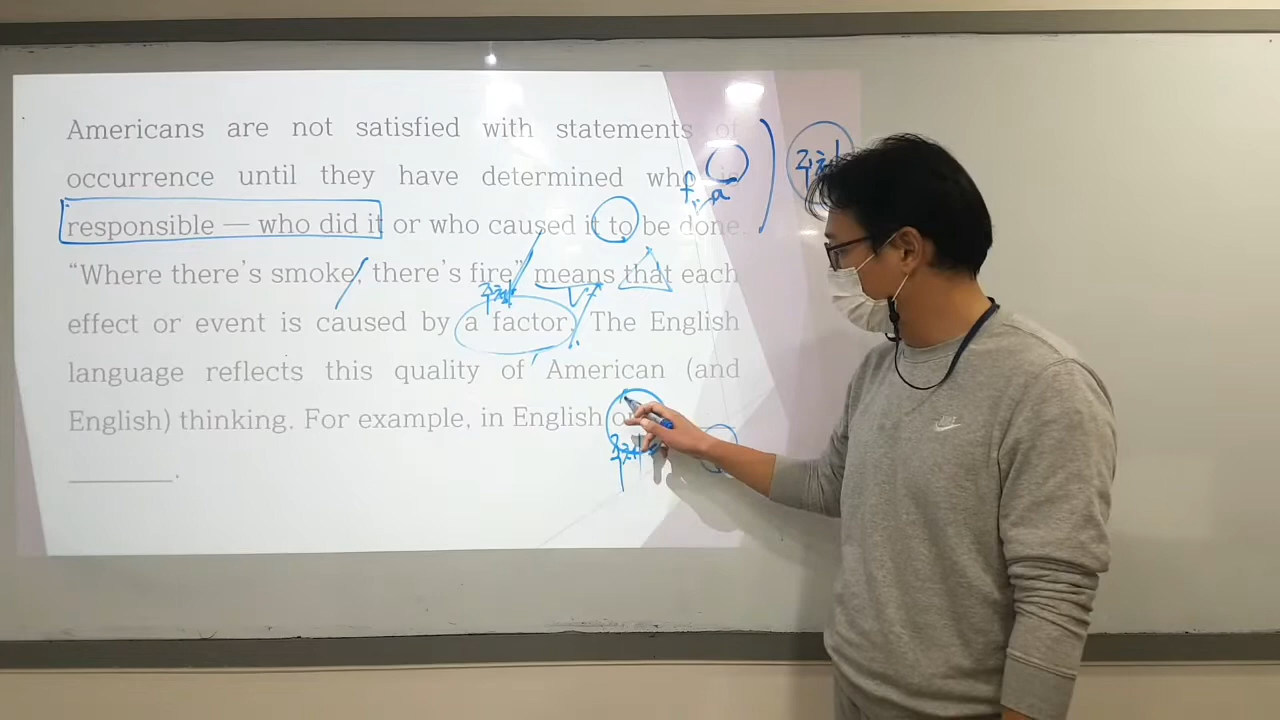 Americans are not satisfied with statements of
occurrence until they have determined who is
responsible — who did it or who caused it to be done.
“Where there's smoke, there's fire” means that each
effect or event is caused by a factor. The English
language reflects this quality of American (and
English) thinking. For example, in English
_______.
주체
주체
주체